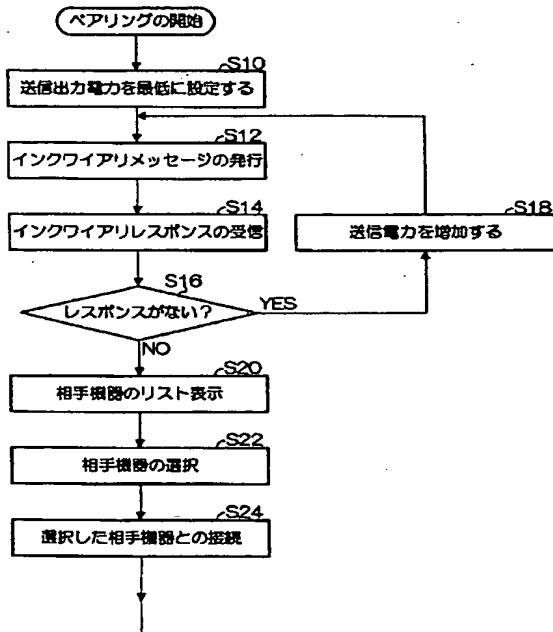 ペアリングの開始
S10
送信出力電力を最低に設定する
S12
インクワイアリメッセージの発行
S14
インクワイアリレスポンスの受信
S18
送信電力を増加する
S16
レスポンスがない？
YES
NO
S20
相手機器のリスト表示
S22
相手機器の選択
S24
選択した相手機器との接続